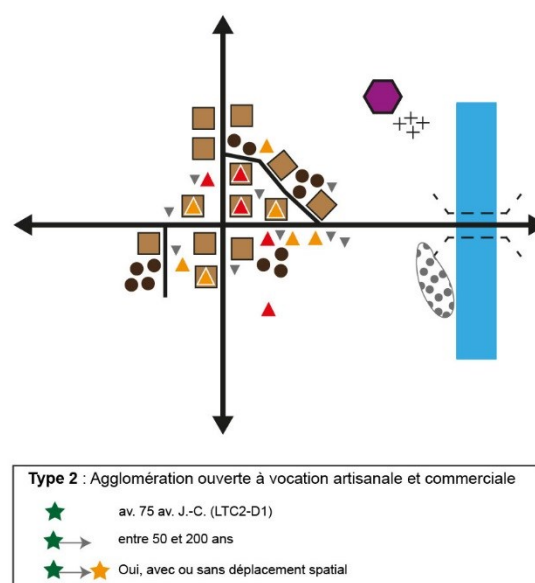 Type 2 : Agglomération ouverte à vocation artisanale et commerciale
av. 75 av. J.-C. (LTC2-D1)
entre 50 et 200 ans
Oui, avec ou sans déplacement spatial